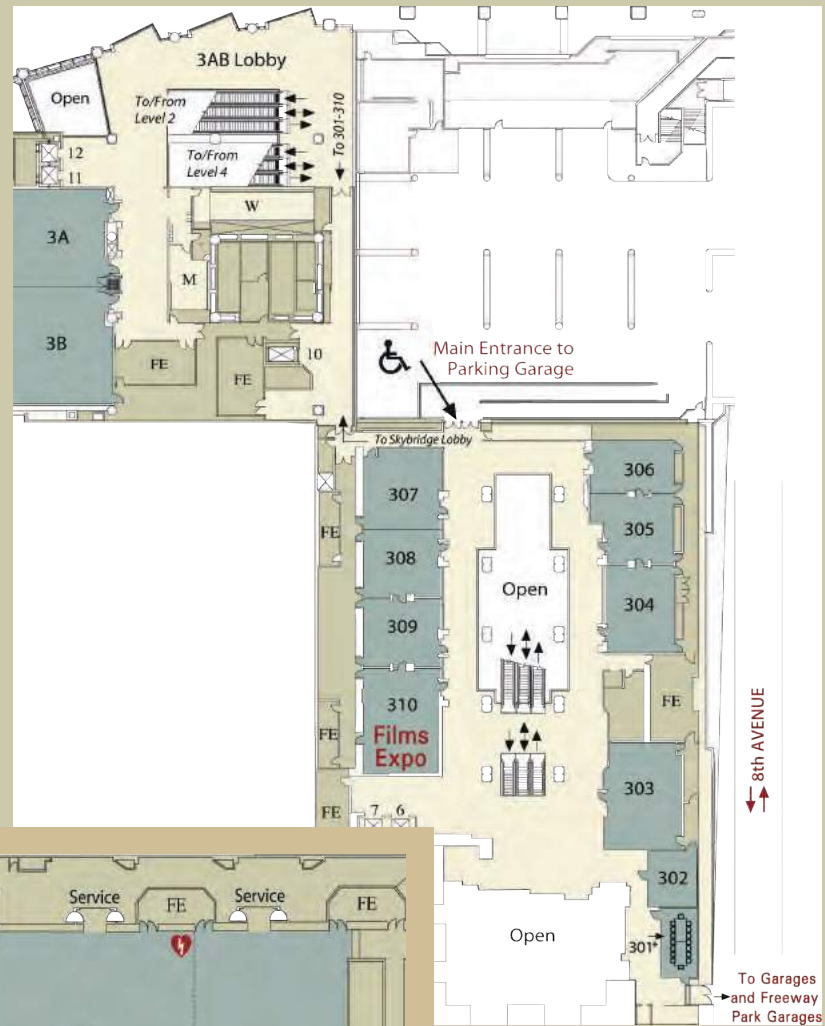 3AB Lobby
Open
To/From
Level 2
To/From
Level 4
To 301-310
12
11
W
3A
M
3B
FE
FE
10
Main Entrance to
Parking Garage
To Skybridge Lobby
307
306
FE
305
308
Open
304
309
310
FE
Films
Expo
FE
8th AVENUE
303
FE
7
6
302
Service
FE
Service
FE
Open
301*
To Garages
and Freeway
Park Garages